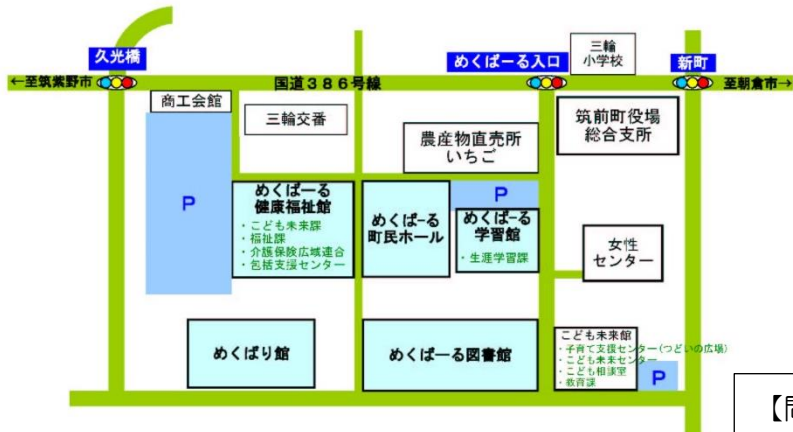 久光橋
めくばーる入口
三輪
小学校
新町
←至筑紫野市
国道386号線
至朝倉市→
商工会館
三輪交番
農産物直売所
いちご
筑前町役場
総合支所
P
めくばーる
健康福祉館
・こども未来課
・福祉課
・介護保険広域連合
・包括支援センター
めくばーる
町民ホール
P
めくばーる
学習館
・生涯学習課
女性
センター
めくばり館
めくばーる図書館
こども未来館
・子育て支援センター(つどいの広場)
・こども未来センター
・こども相談室
・教育課
P
【問